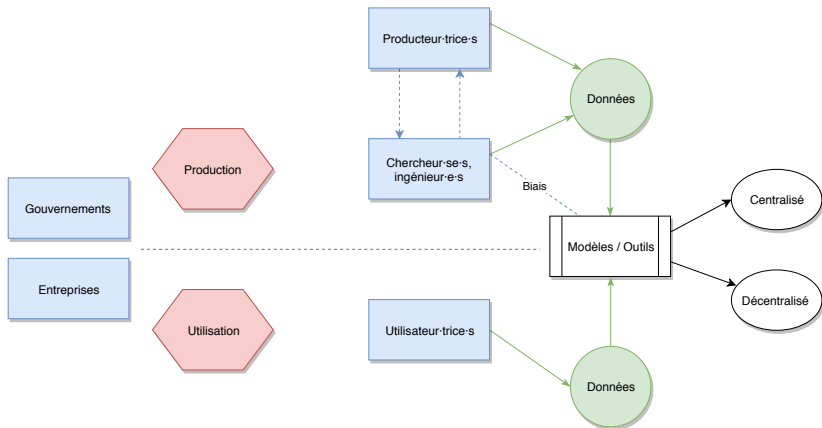 Producteur·trice·s
Données
Chercheur·se·s,
ingénieur·e·s
Production
Biais
Gouvernements
Centralisé
Modèles / Outils
Entreprises
Décentralisé
Utilisation
Utilisateur·trice·s
Données